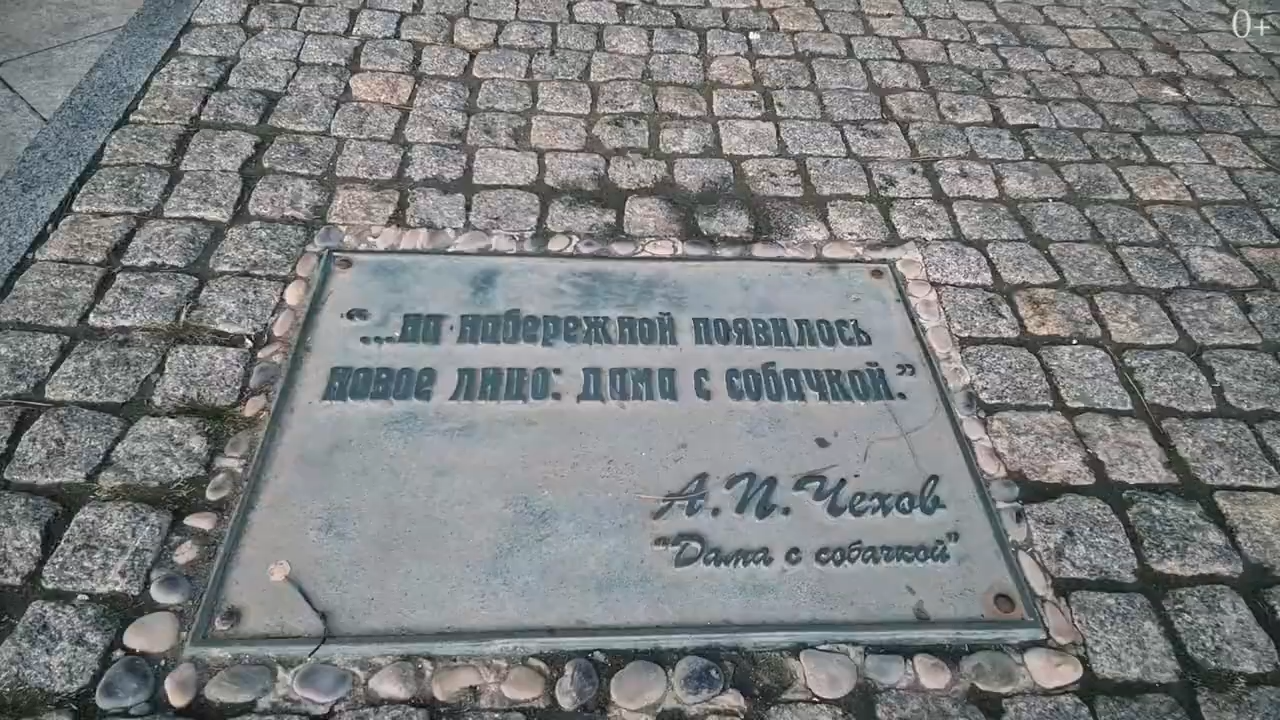 0+
“...на набережной появилось
новое лицо: дама с собачкой.”
А.П.Чехов
“Дама с собачкой”